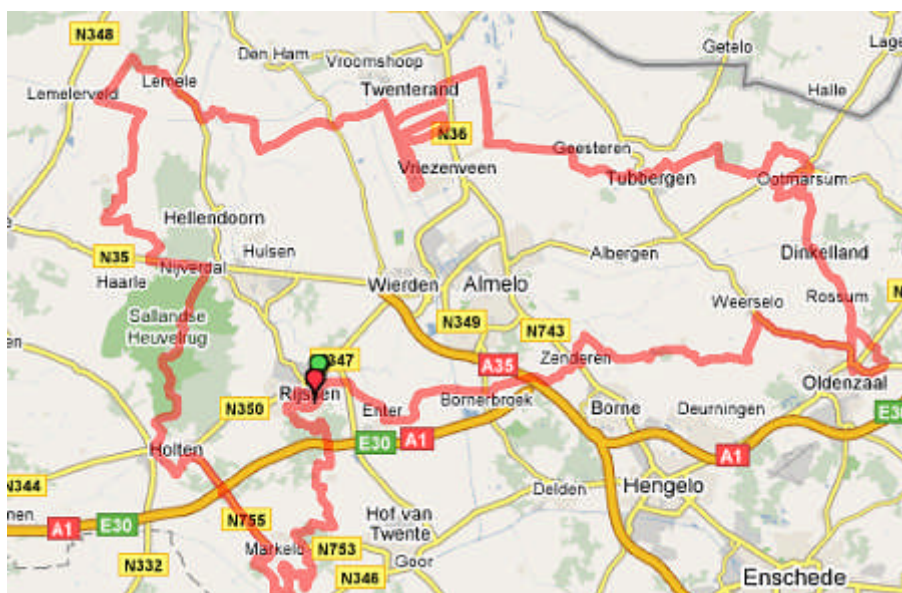 N348
Den Ham
Vroomshoop
Getelo
Lage
Lemele
Lemelerveld
Twenterand
Halle
N36
Vriezenveen
Geesteren
Tubbergen
Ootmarsum
Hellendoorn
Hulsen
N35
Nijverdal
Haarle
Wierden
Almelo
Albergen
Dinkelland
Rossum
Weerselo
Sallandse
Heuvelrug
N349
N743
N347
A35
Zenderen
Rijssen
Enter
Bornerbroek
Oldenzaal
N350
Borne
Deurningen
E30
E30
A1
A1
Holten
N344
Hengelo
Delden
A1
E30
N755
Hof van
Twente
Markelo
N753
Goor
N332
N346
Enschede